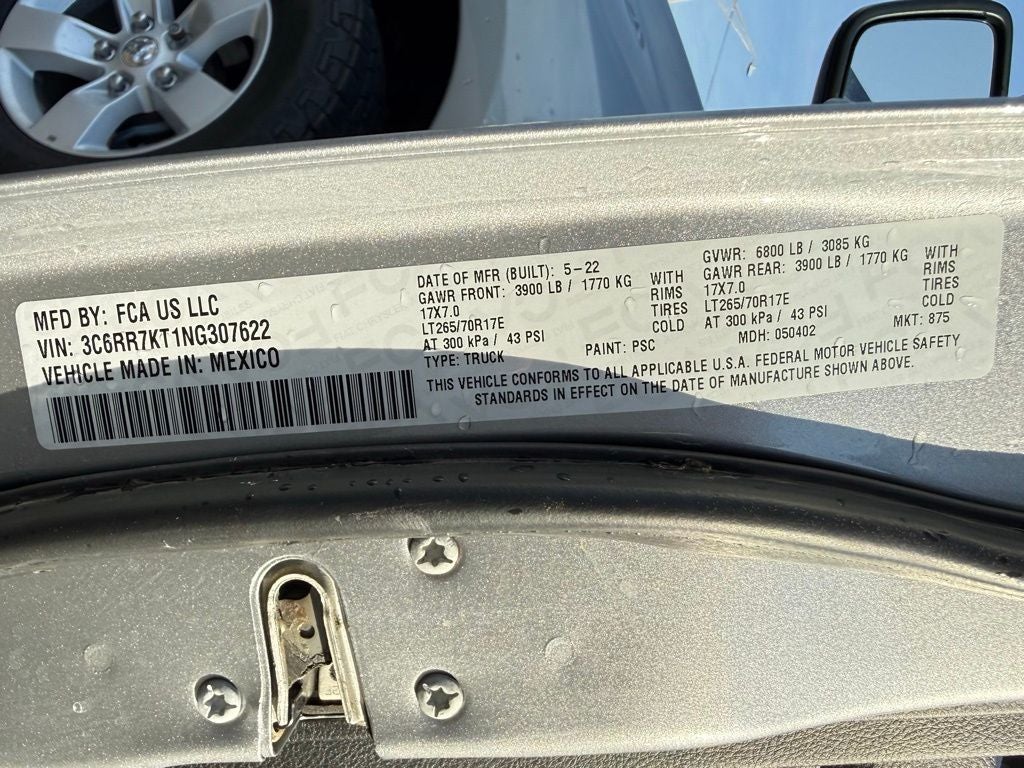 MFD BY: FCA US LLC
VIN: 3C6RR7KT1NG307622
VEHICLE MADE IN: MEXICO
DATE OF MFR (BUILT): 5-22
GAWR FRONT: 3900 LB / 1770 KG WITH
17X7.0 RIMS
LT265/70R17E TIRES
AT 300 kPa / 43 PSI COLD
TYPE: TRUCK
PAINT: PSC
GVWR: 6800 LB / 3085 KG
GAWR REAR: 3900 LB / 1770 KG WITH
17X7.0 RIMS
LT265/70R17E TIRES
AT 300 kPa / 43 PSI COLD
MDH: 050402
MKT: 875
THIS VEHICLE CONFORMS TO ALL APPLICABLE U.S.A. FEDERAL MOTOR VEHICLE SAFETY
STANDARDS IN EFFECT ON THE DATE OF MANUFACTURE SHOWN ABOVE.